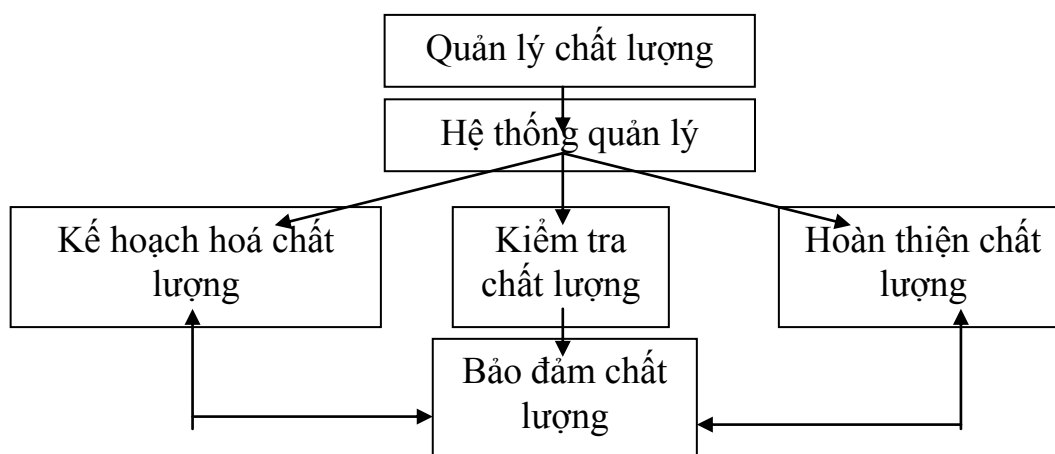 Quản lý chất lượng
Hệ thống quản lý
Kế hoạch hoá chất
lượng
Kiểm tra
chất lượng
Hoàn thiện chất
lượng
Bảo đảm chất
lượng